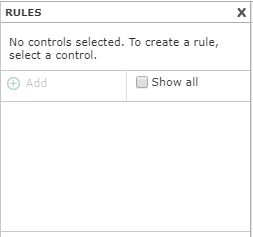 RULES X
No controls selected. To create a rule,
select a control.
Add Show all